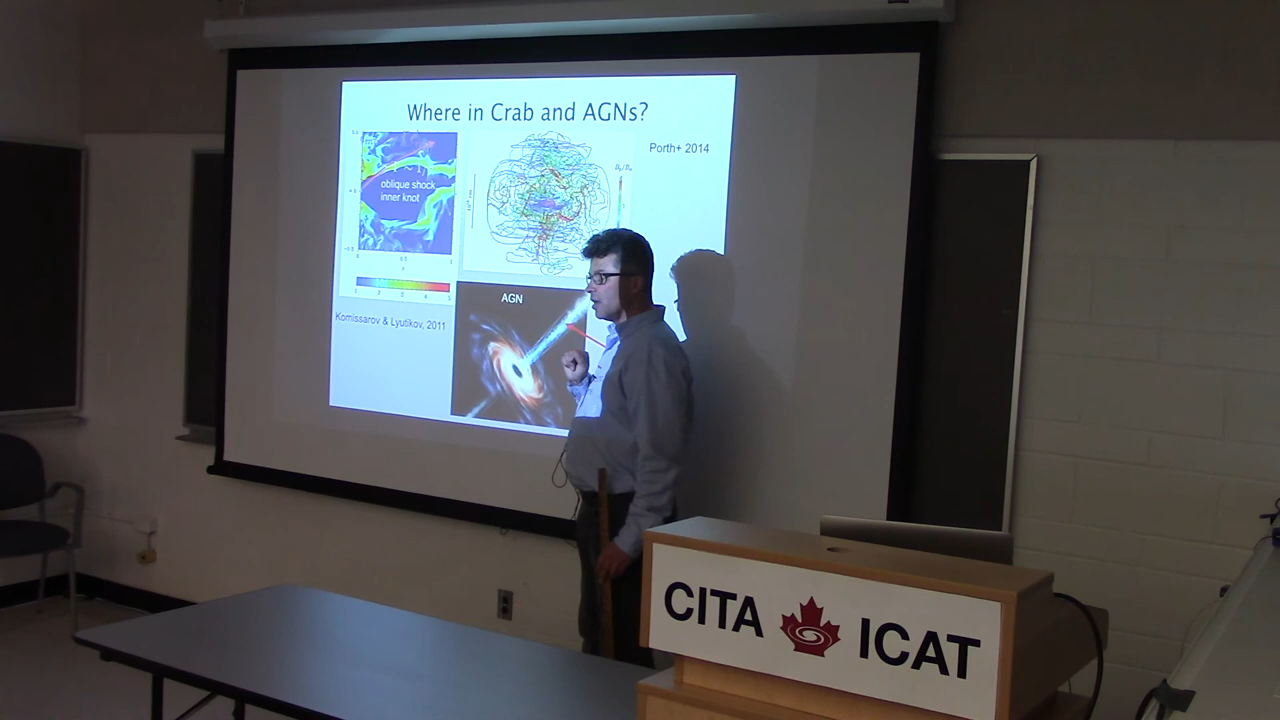 Where in Crab and AGNs?
Porth+ 2014
oblique shock
inner knot
AGN
Komissarov & Lyutikov, 2011
CITA ICAT